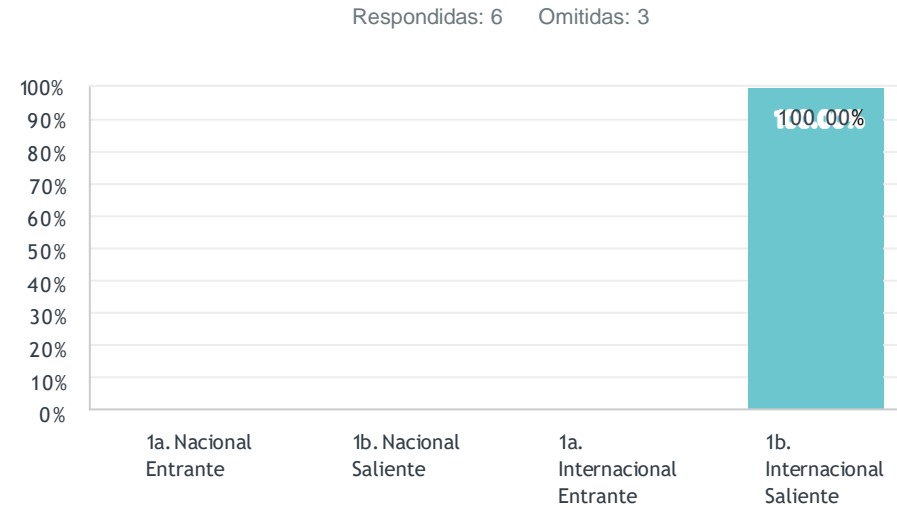 Respondidas: 6 Omitidas: 3
100%
90%
80%
70%
60%
50%
40%
30%
20%
10%
0%
100.00%
1a. Nacional
Entrante
1b. Nacional
Saliente
1a.
Internacional
Entrante
1b.
Internacional
Saliente